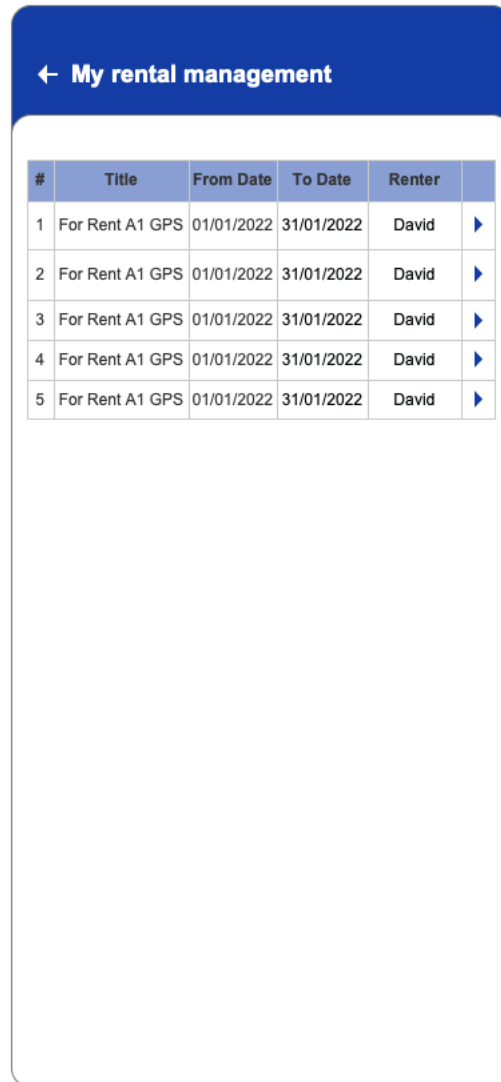 My rental management
# Title From Date To Date Renter
1 For Rent A1 GPS 01/01/2022 31/01/2022 David
2 For Rent A1 GPS 01/01/2022 31/01/2022 David
3 For Rent A1 GPS 01/01/2022 31/01/2022 David
4 For Rent A1 GPS 01/01/2022 31/01/2022 David
5 For Rent A1 GPS 01/01/2022 31/01/2022 David